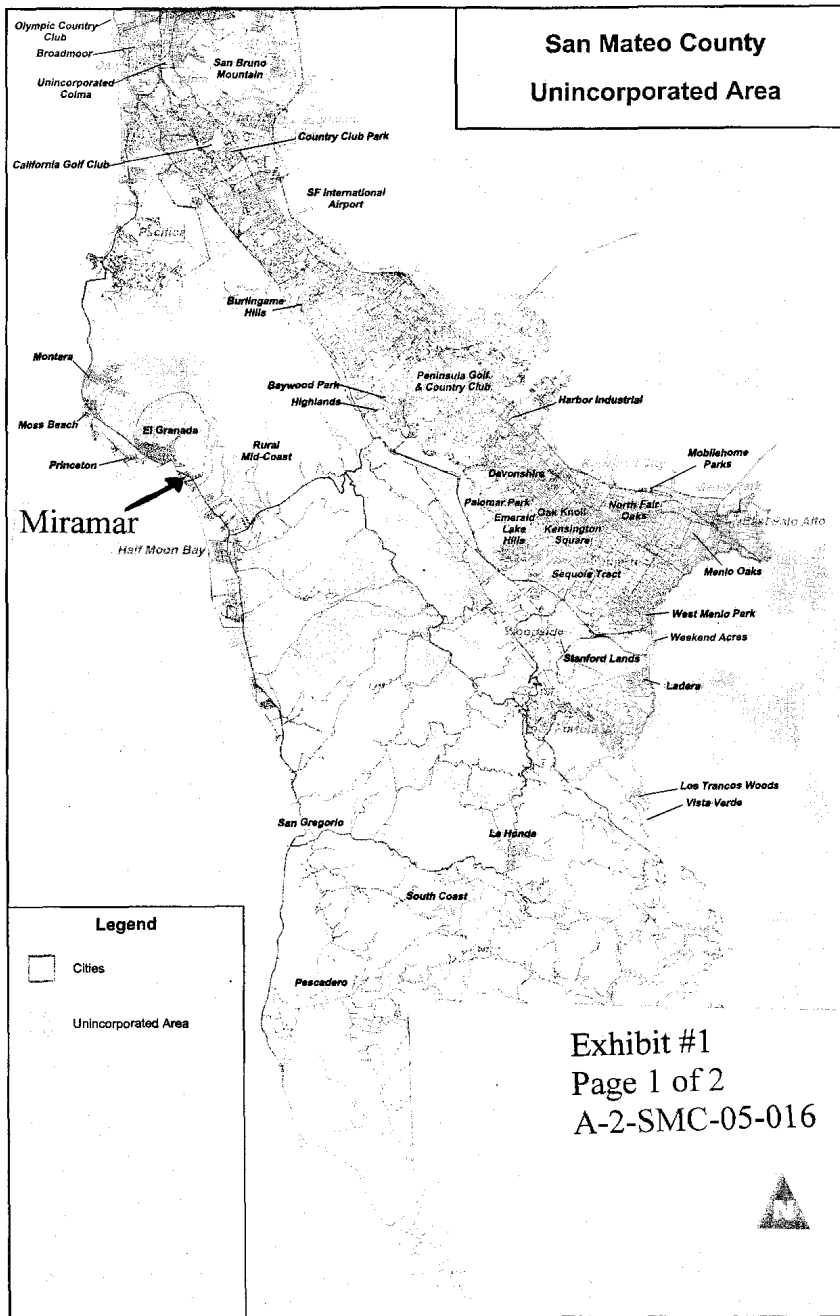 San Mateo County
Unincorporated Area
Olympic Country
Club
Broadmoor
Unincorporated
Colma
San Bruno
Mountain
California Golf Club
Country Club Park
SF International
Airport
Pacifica
Burlingame
Hills
Montara
Moss Beach
El Granada
Princeton
Miramar
Half Moon Bay
Rural
Mid-Coast
Baywood Park
Highlands
Peninsula Golf
& Country Club
Harbor Industrial
Devonshire
Mobilehome
Parks
Palomar Park
Emerald
Lake
Hills
Oak Knoll
Kensington
Square
North Fair
Oaks
East Palo Alto
Menlo Oaks
Sequoia Tract
West Menlo Park
Woodside
Weekend Acres
Stanford Lands
Ladera
Los Trancos Woods
Vista Verde
San Gregorio
La Honda
South Coast
Pescadero
Legend
Cities
Unincorporated Area
Exhibit #1
Page 1 of 2
A-2-SMC-05-016
N